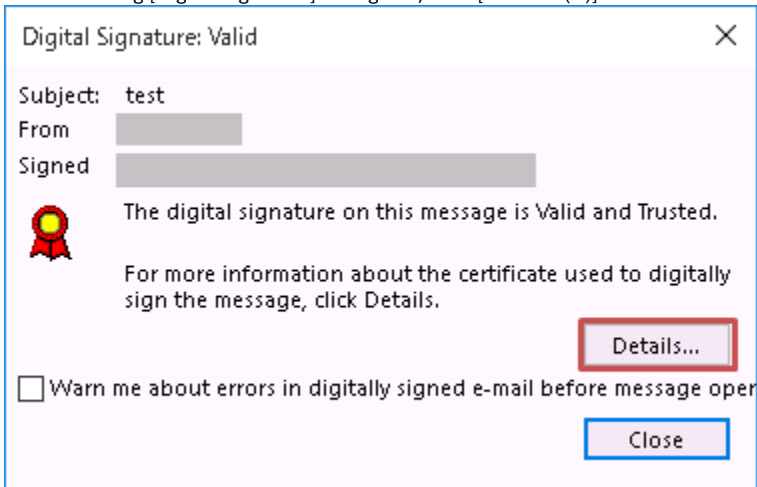 Digital Signature: Valid
Subject: test
From
Signed
The digital signature on this message is Valid and Trusted.
For more information about the certificate used to digitally
sign the message, click Details.
Details...
Warn me about errors in digitally signed e-mail before message oper
Close